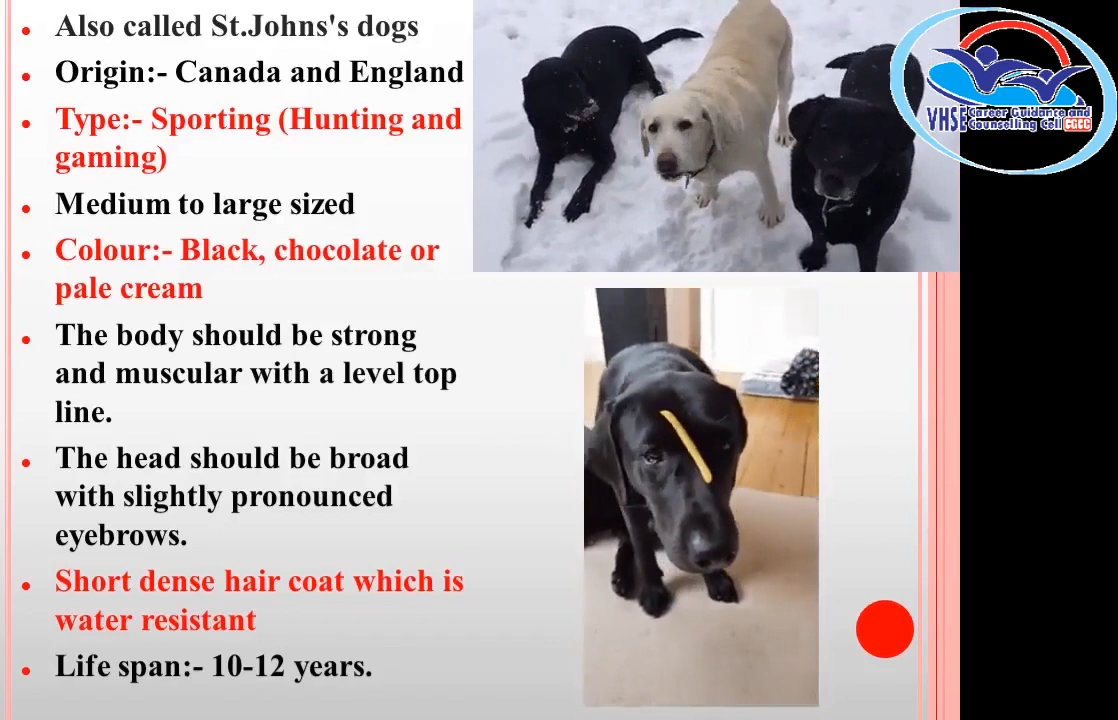 Also called St.Johns's dogs
Origin:- Canada and England
Type:- Sporting (Hunting and
gaming)
Medium to large sized
Colour:- Black, chocolate or
pale cream
The body should be strong
and muscular with a level top
line.
The head should be broad
with slightly pronounced
eyebrows.
Short dense hair coat which is
water resistant
Life span:- 10-12 years.
VHSE Career Guidance and
Counselling Cell CGCC